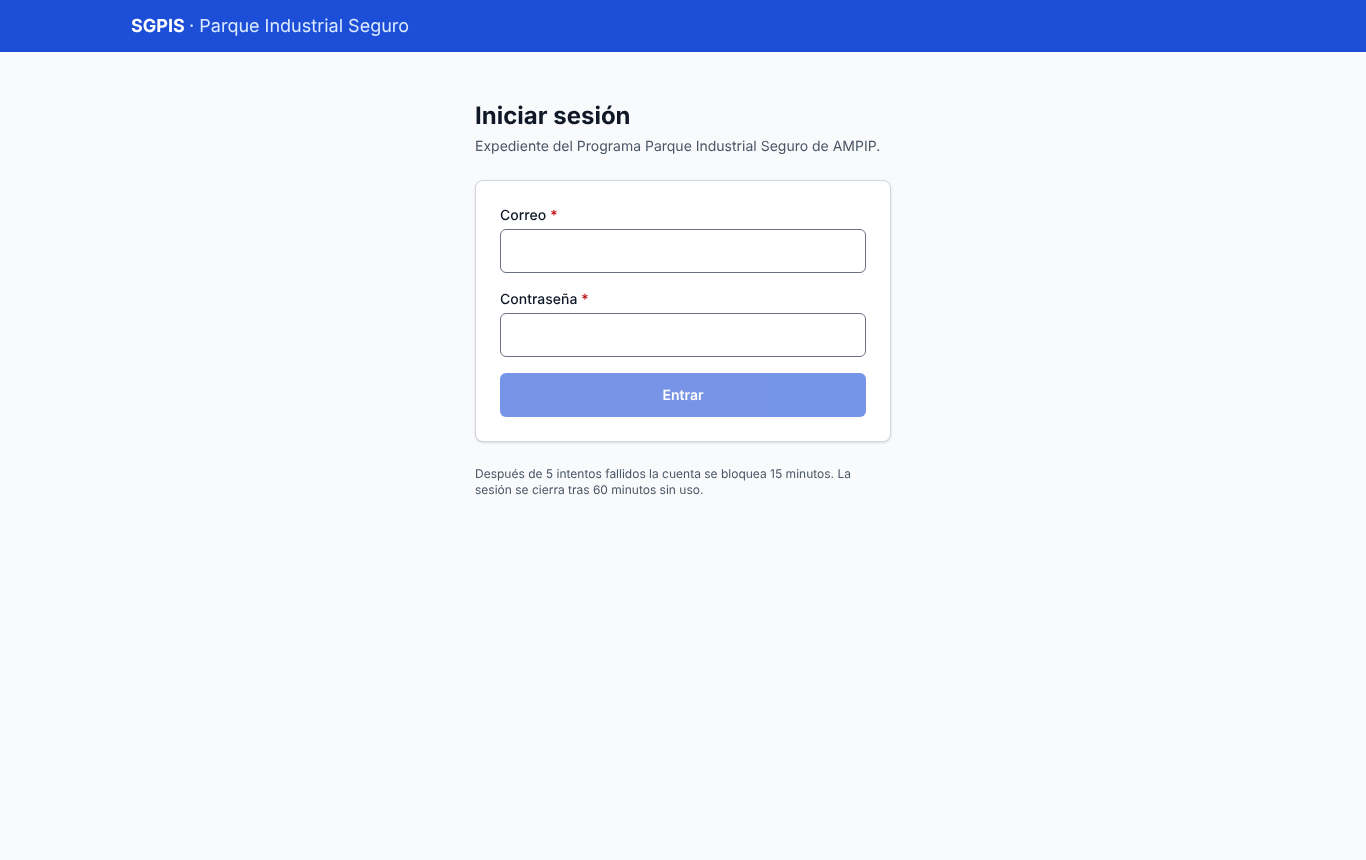 SGPIS · Parque Industrial Seguro
Iniciar sesión
Expediente del Programa Parque Industrial Seguro de AMPIP.
Correo *
Contraseña *
Entrar
Después de 5 intentos fallidos la cuenta se bloquea 15 minutos. La
sesión se cierra tras 60 minutos sin uso.